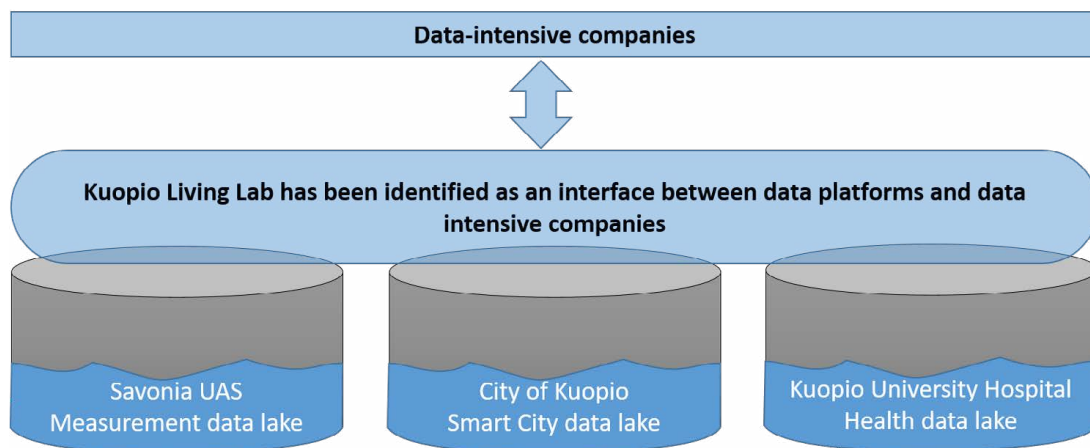 Data-intensive companies
Kuopio Living Lab has been identified as an interface between data platforms and data
intensive companies
Savonia UAS
Measurement data lake
City of Kuopio
Smart City data lake
Kuopio University Hospital
Health data lake